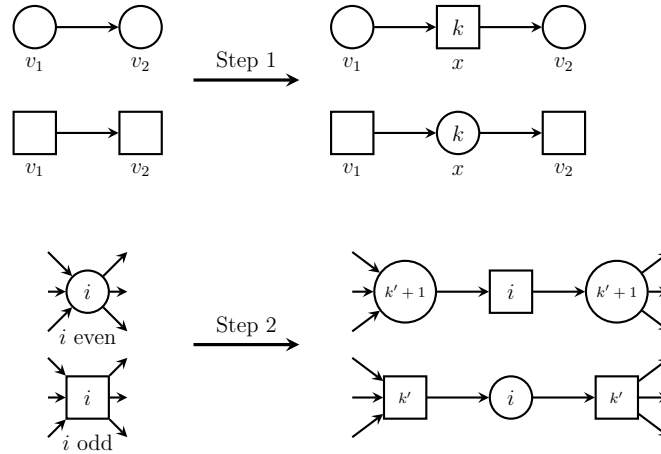 k
v₁ v₂ Step 1 v₁ x v₂
k
v₁ v₂ v₁ x v₂
i k′ + 1 i k′ + 1
i even Step 2
i k′ i k′
i odd